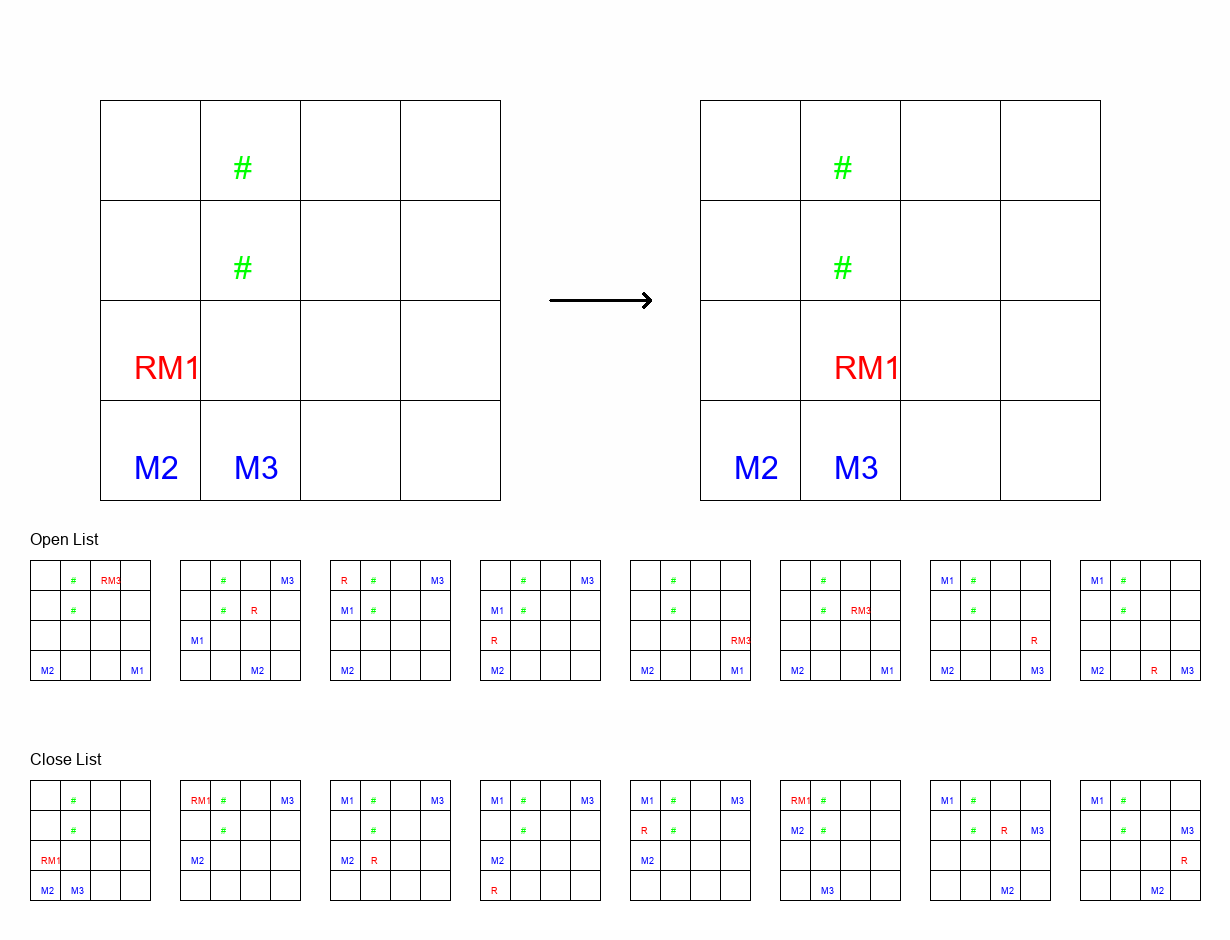 # #
# #
RM1 RM1
M2 M3 M2 M3
Open List
# RM3 # M3 R # M3 # M3 # # M1 # M1 #
# # R M1 # M1 # # # RM3 # #
M1 R RM3 R
M2 M1 M2 M2 M2 M2 M1 M2 M1 M2 M3 M2 R M3
Close List
# RM1 # M3 M1 # M3 M1 # M3 M1 # M3 RM1 # M1 # M1 #
# # # # R # M2 # # R M3 # M3
RM1 M2 M2 R M2 M2 R
M2 M3 R M3 M2 M2